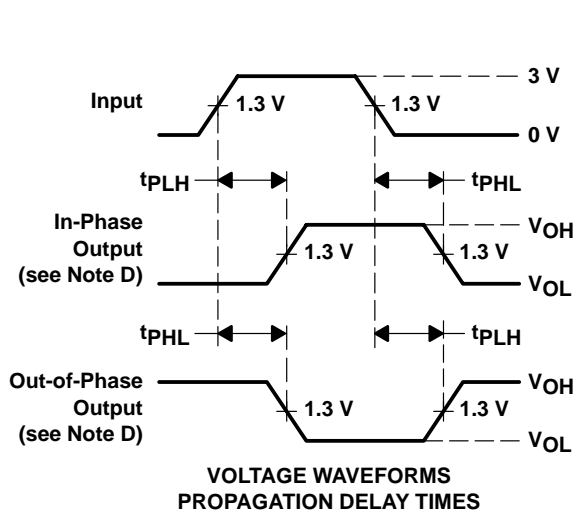 3 V
Input
1.3 V
1.3 V
0 V
tPLH
tPHL
In-Phase
Output
(see Note D)
VOH
1.3 V
1.3 V
VOL
tPHL
tPLH
Out-of-Phase
Output
(see Note D)
VOH
1.3 V
1.3 V
VOL
VOLTAGE WAVEFORMS
PROPAGATION DELAY TIMES